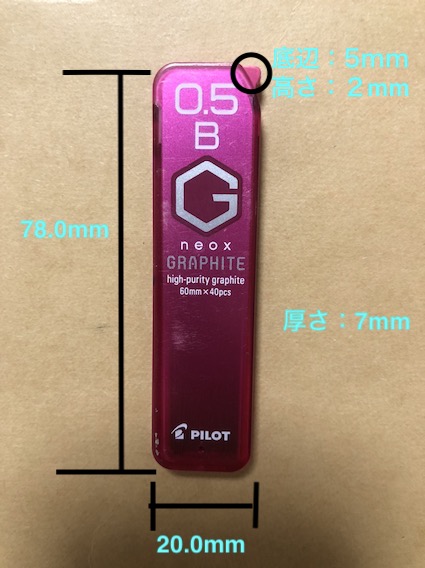 底辺：5mm
高さ：２mm
0.5
B
78.0mm
G
neox
GRAPHITE
high-purity graphite
60mm×40pcs
厚さ：7mm
PILOT
20.0mm